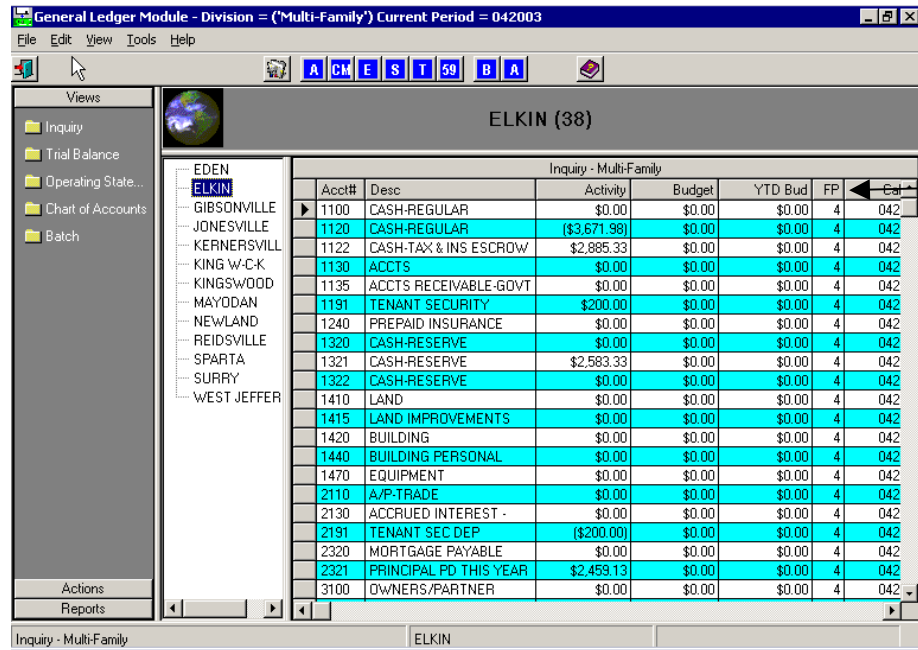 General Ledger Module - Division = ('Multi-Family') Current Period = 042003
File Edit View Tools Help
A CM E S T 59 B A
Views
Inquiry
Trial Balance
Operating State...
Chart of Accounts
Batch
Actions
Reports
ELKIN (38)
EDEN
ELKIN
GIBSONVILLE
JONESVILLE
KERNERSVILL
KING W-C-K
KINGSWOOD
MAYODAN
NEWLAND
REIDSVILLE
SPARTA
SURRY
WEST JEFFER
Inquiry - Multi-Family
Acct# Desc Activity Budget YTD Bud FP Cal
1100 CASH-REGULAR $0.00 $0.00 $0.00 4 042
1120 CASH-REGULAR ($3,671.98) $0.00 $0.00 4 042
1122 CASH-TAX & INS ESCROW $2,885.33 $0.00 $0.00 4 042
1130 ACCTS $0.00 $0.00 $0.00 4 042
1135 ACCTS RECEIVABLE-GOVT $0.00 $0.00 $0.00 4 042
1191 TENANT SECURITY $200.00 $0.00 $0.00 4 042
1240 PREPAID INSURANCE $0.00 $0.00 $0.00 4 042
1320 CASH-RESERVE $0.00 $0.00 $0.00 4 042
1321 CASH-RESERVE $2,583.33 $0.00 $0.00 4 042
1322 CASH-RESERVE $0.00 $0.00 $0.00 4 042
1410 LAND $0.00 $0.00 $0.00 4 042
1415 LAND IMPROVEMENTS $0.00 $0.00 $0.00 4 042
1420 BUILDING $0.00 $0.00 $0.00 4 042
1440 BUILDING PERSONAL $0.00 $0.00 $0.00 4 042
1470 EQUIPMENT $0.00 $0.00 $0.00 4 042
2110 A/P-TRADE $0.00 $0.00 $0.00 4 042
2130 ACCRUED INTEREST - $0.00 $0.00 $0.00 4 042
2191 TENANT SEC DEP ($200.00) $0.00 $0.00 4 042
2320 MORTGAGE PAYABLE $0.00 $0.00 $0.00 4 042
2321 PRINCIPAL PD THIS YEAR $2,459.13 $0.00 $0.00 4 042
3100 OWNERS/PARTNER $0.00 $0.00 $0.00 4 042
Inquiry - Multi-Family ELKIN